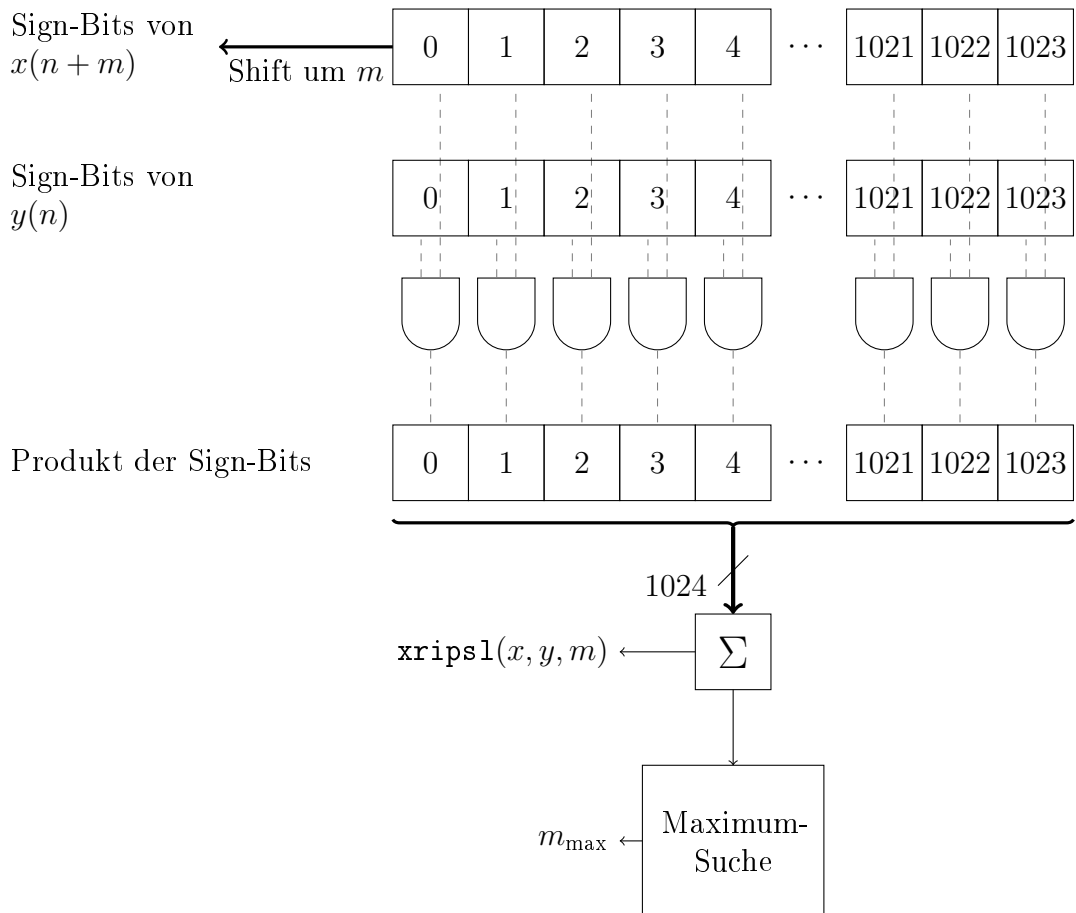 Sign-Bits von
x(n + m)
Shift um m
0 1 2 3 4 ··· 1021 1022 1023
Sign-Bits von
y(n)
0 1 2 3 4 ··· 1021 1022 1023
Produkt der Sign-Bits
0 1 2 3 4 ··· 1021 1022 1023
1024
xripsl(x, y, m)
∑
m_max
Maximum-
Suche